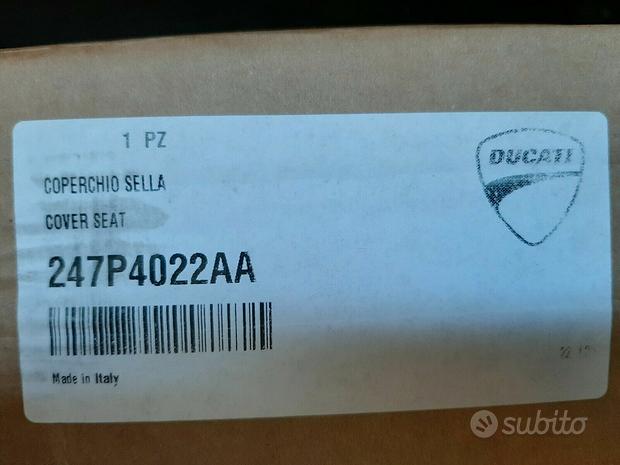 1 PZ
DUCATI
COPERCHIO SELLA
COVER SEAT
247P4022AA
Made in Italy
subito